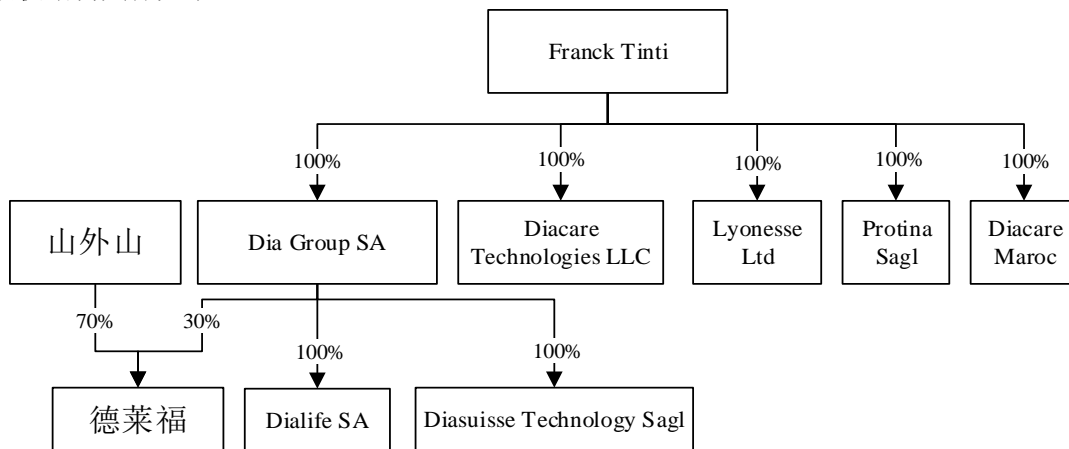 Franck Tinti
100%
100%
100%
100%
100%
山外山
Dia Group SA
Diacare
Technologies LLC
Lyonesse
Ltd
Protina
Sagl
Diacare
Maroc
70%
30%
100%
100%
德莱福
Dialife SA
Diasuisse Technology Sagl